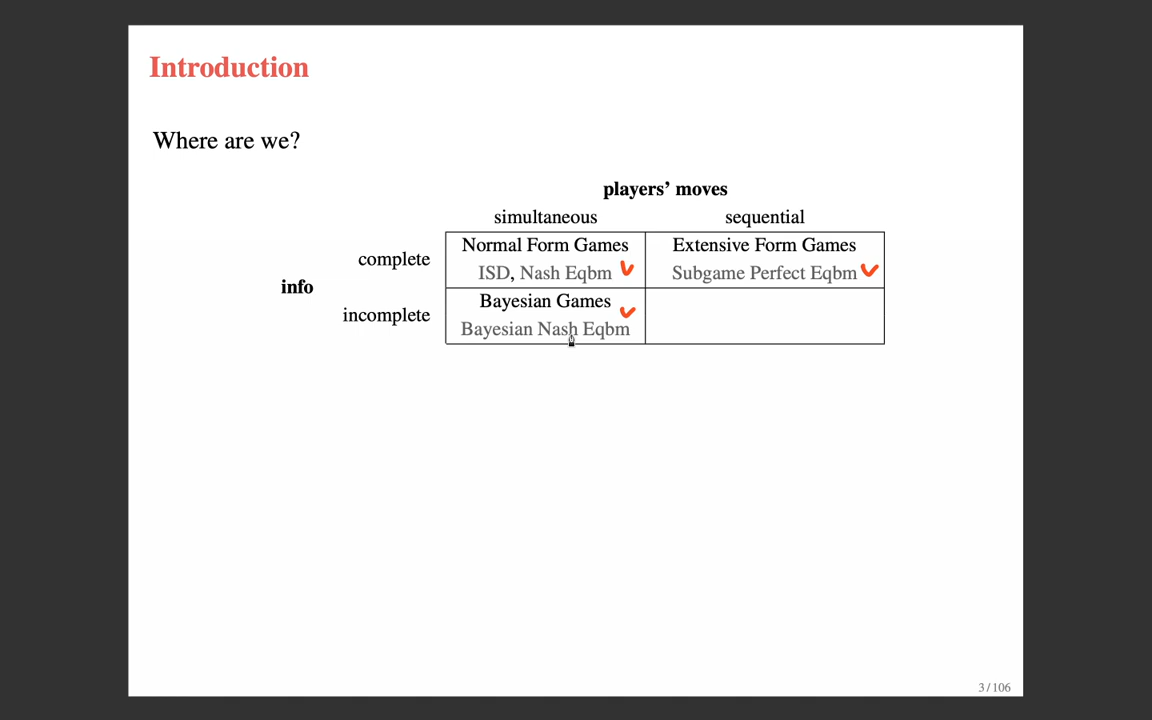 Introduction
Where are we?
players’ moves
simultaneous sequential
complete Normal Form Games Extensive Form Games
ISD, Nash Eqbm Subgame Perfect Eqbm
info
incomplete Bayesian Games
Bayesian Nash Eqbm
3 / 106